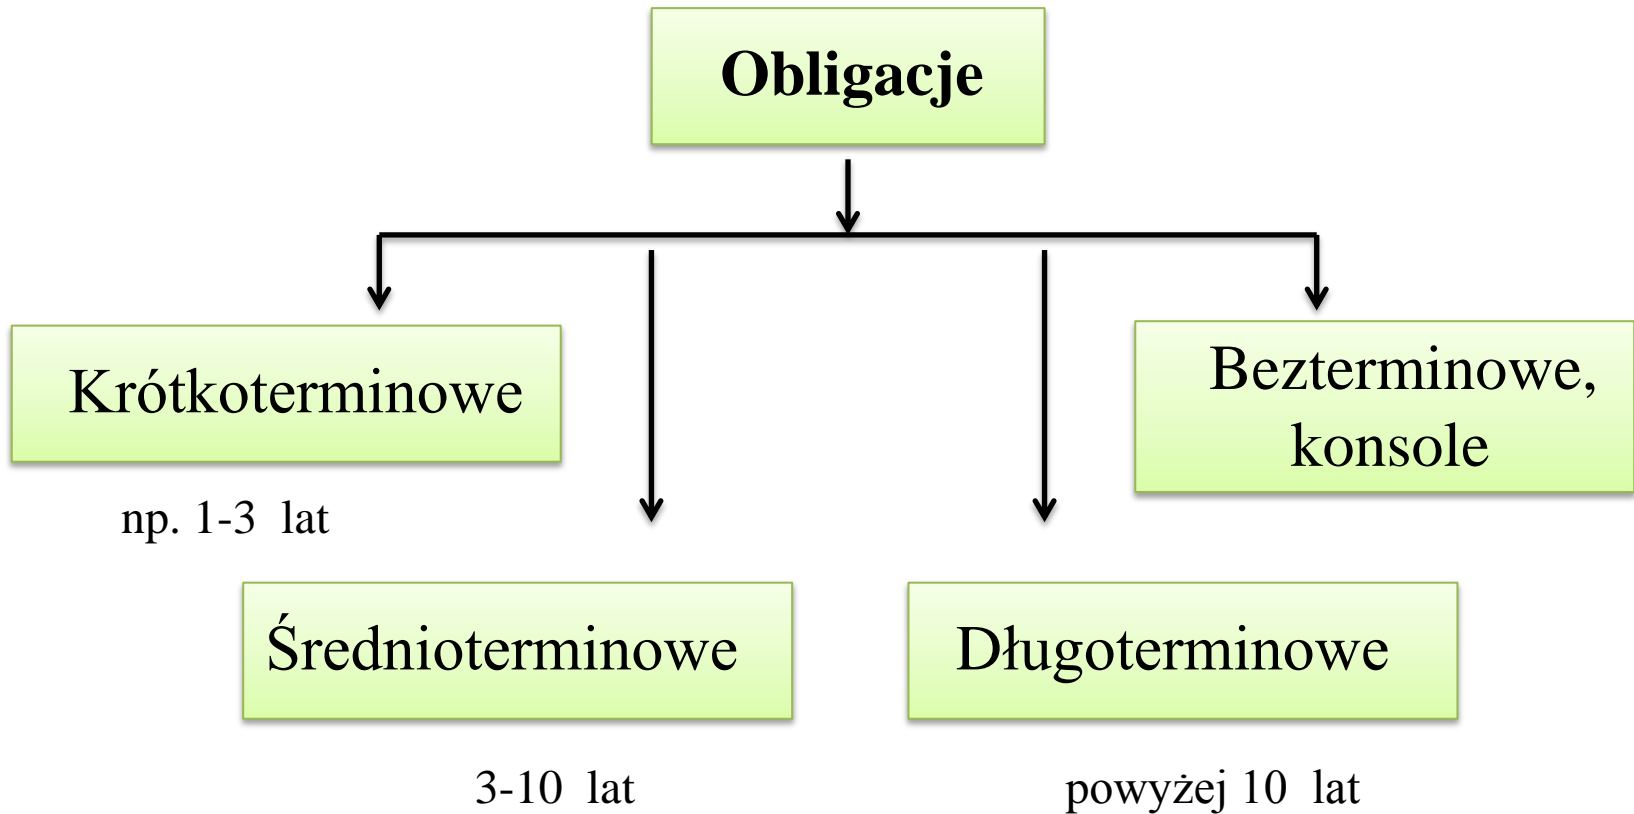 Obligacje
Krótkoterminowe
np. 1-3 lat
Bezterminowe,
konsole
Średnioterminowe
3-10 lat
Długoterminowe
powyżej 10 lat